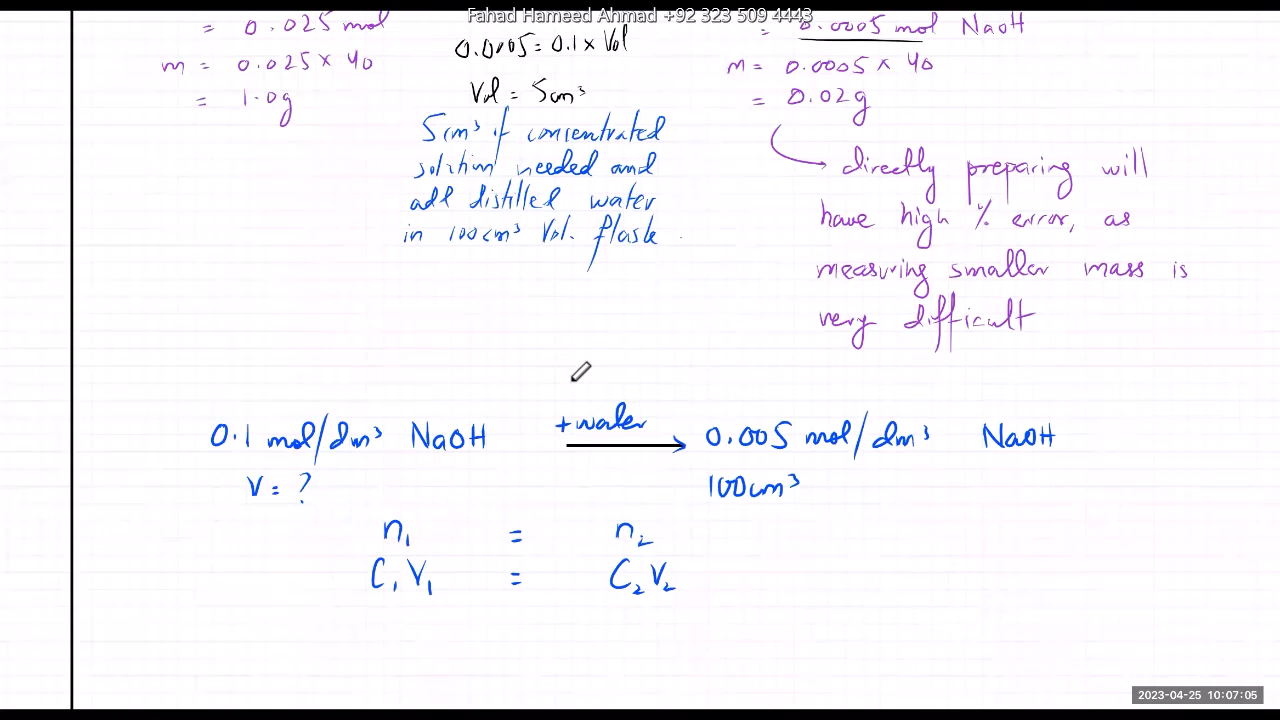 Fahad Hameed Ahmad +92 323 509 4443
= 0.025 mol
m = 0.025 × 40
= 1.0g
0.0005 = 0.1 × Vol
Vol = 5cm³
5cm³ if concentrated
solution needed and
add distilled water
in 100cm³ Vol. flask.
= 0.0005 mol NaOH
m = 0.0005 × 40
= 0.02g
directly preparing will
have high % error, as
measuring smaller mass is
very difficult
0.1 mol/dm³ NaOH +water 0.005 mol/dm³ NaOH
V = ? 100cm³
n₁ = n₂
C₁V₁ = C₂V₂
2023-04-25 10:07:05